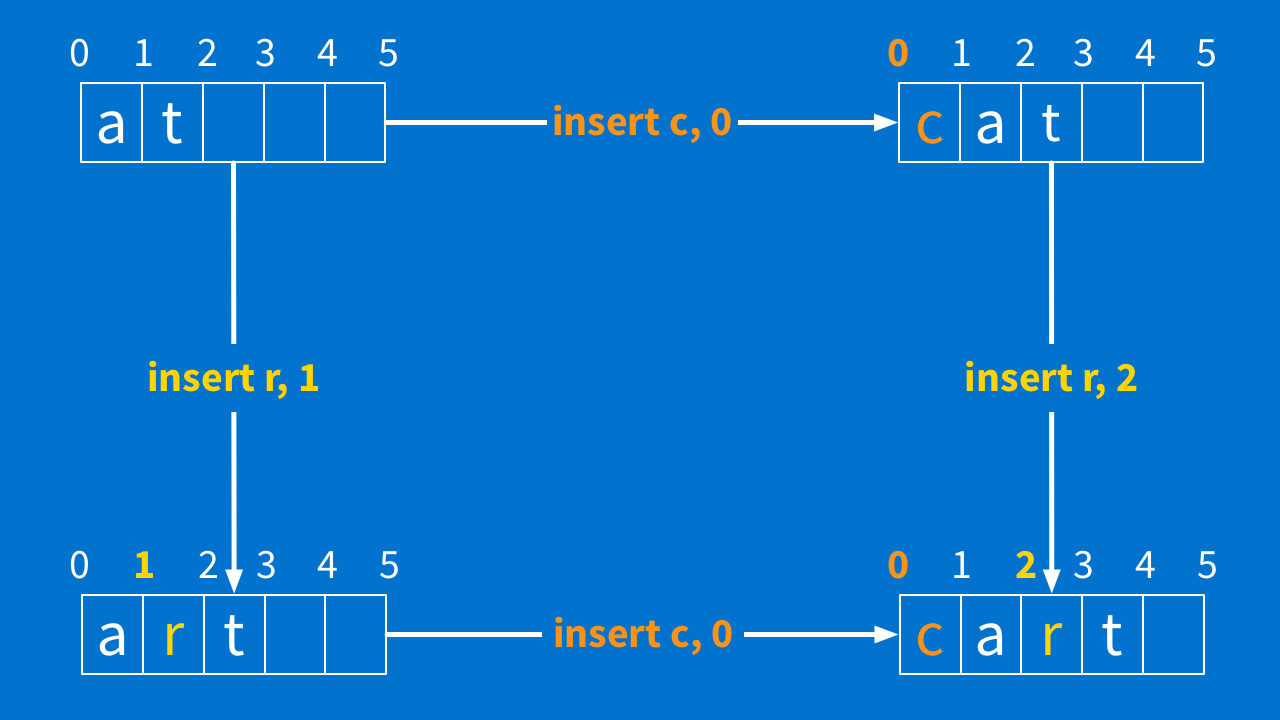 0 1 2 3 4 5 0 1 2 3 4 5
a t insert c, 0 c a t
insert r, 1 insert r, 2
0 1 2 3 4 5 0 1 2 3 4 5
a r t insert c, 0 c a r t